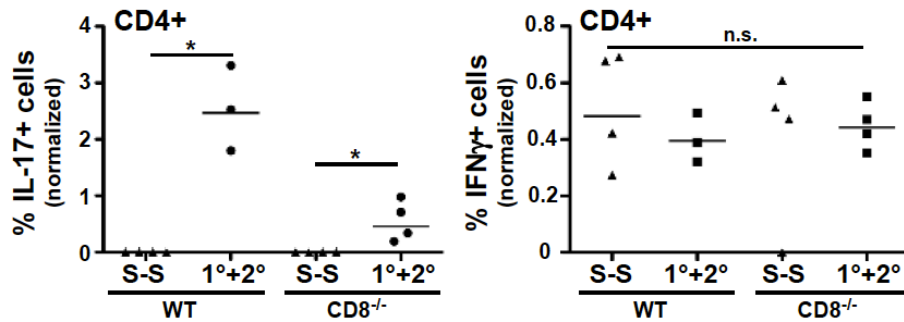 CD4+
% IL-17+ cells
(normalized)
4
3
2
1
0
*
*
S-S
1°+2°
S-S
1°+2°
WT
CD8-/-
CD4+
% IFNγ+ cells
(normalized)
0.8
0.6
0.4
0.2
0
n.s.
S-S
1°+2°
S-S
1°+2°
WT
CD8-/-